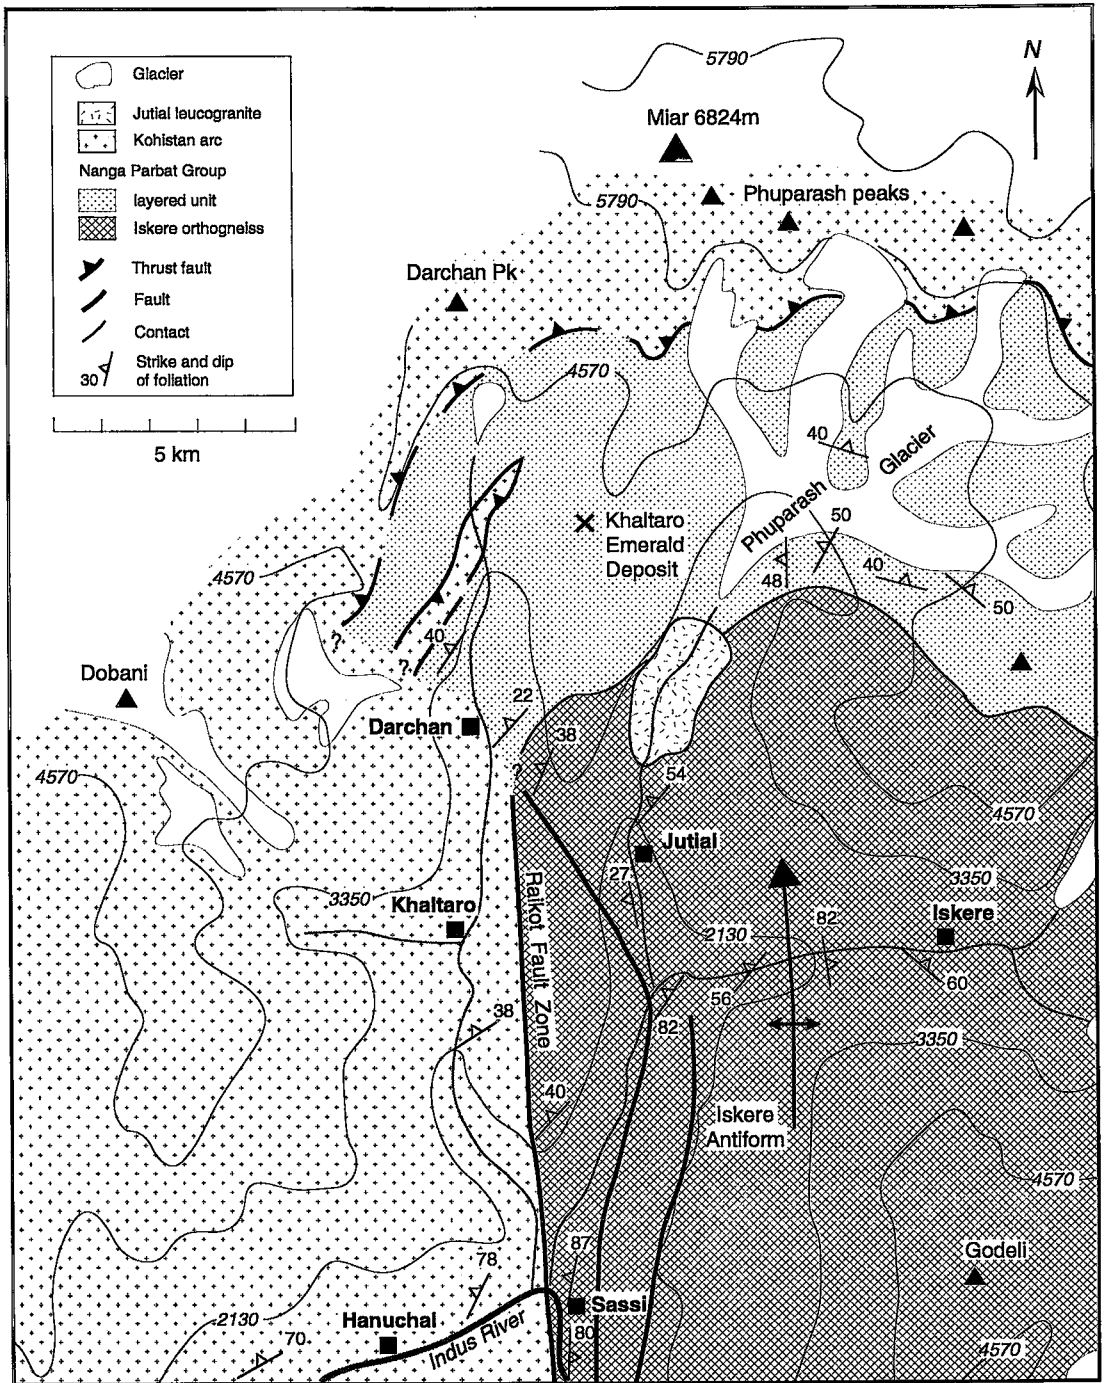 5790
N
Miar 6824m
Phuparash peaks
5790
Glacier
Jutial leucogranite
Kohistan arc
Nanga Parbat Group
layered unit
Iskere orthogneiss
Thrust fault
Fault
Contact
30
Strike and dip
of foliation
5 km
Darchan Pk
4570
40
Phuparash Glacier
Khaltaro
Emerald
Deposit
50
48
40
50
4570
?
40
?
Dobani
22
Darchan
38
?
54
4570
4570
Jutial
27
3350
3350
Khaltaro
Raikot Fault Zone
82
Iskere
2130
60
56
82
38
3350
40
Iskere
Antiform
4570
87
78
Godeli
Sassi
2130
Hanuchal
Indus River
80
70
4570